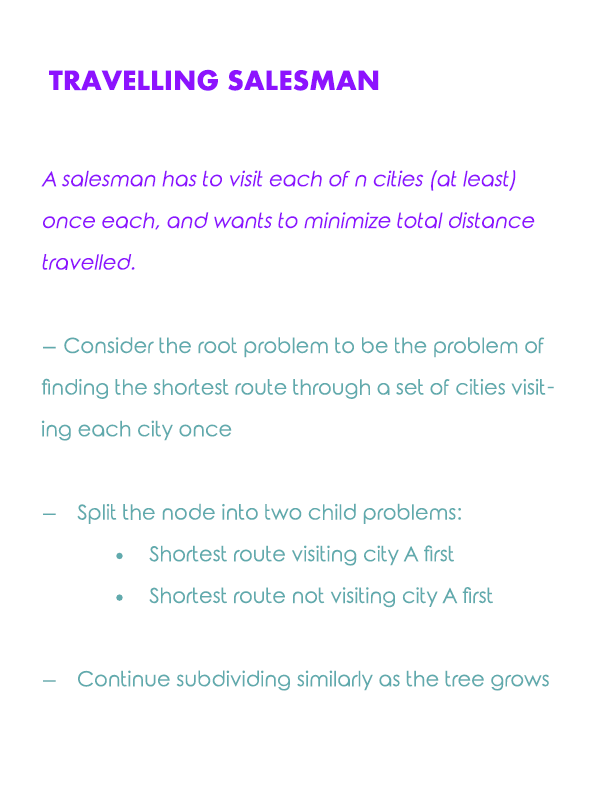 TRAVELLING SALESMAN
A salesman has to visit each of n cities (at least)
once each, and wants to minimize total distance
travelled.
– Consider the root problem to be the problem of
finding the shortest route through a set of cities visit-
ing each city once
– Split the node into two child problems:
• Shortest route visiting city A first
• Shortest route not visiting city A first
– Continue subdividing similarly as the tree grows